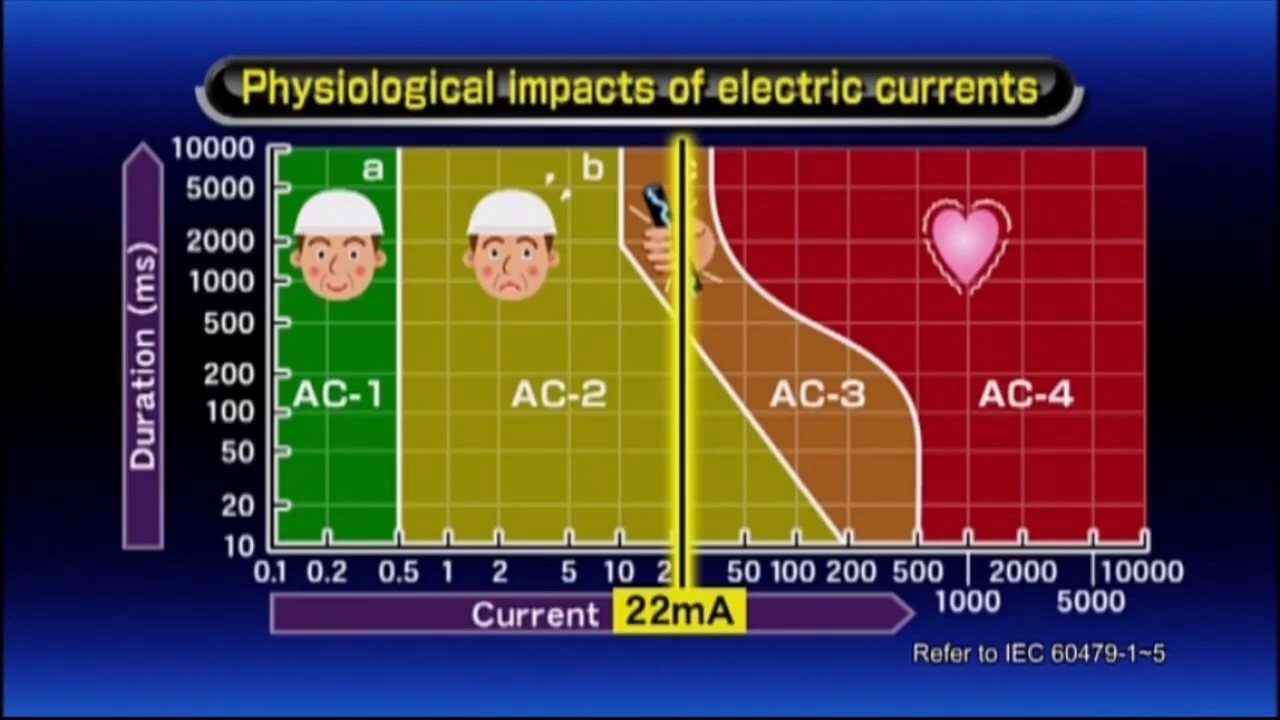 Physiological impacts of electric currents
10000
5000
2000
1000
500
200
100
50
20
10
Duration (ms)
a
b
c
AC-1
AC-2
AC-3
AC-4
0.1 0.2 0.5 1 2 5 10 50 100 200 500 2000 10000
1000 5000
Current 22mA
Refer to IEC 60479-1~5